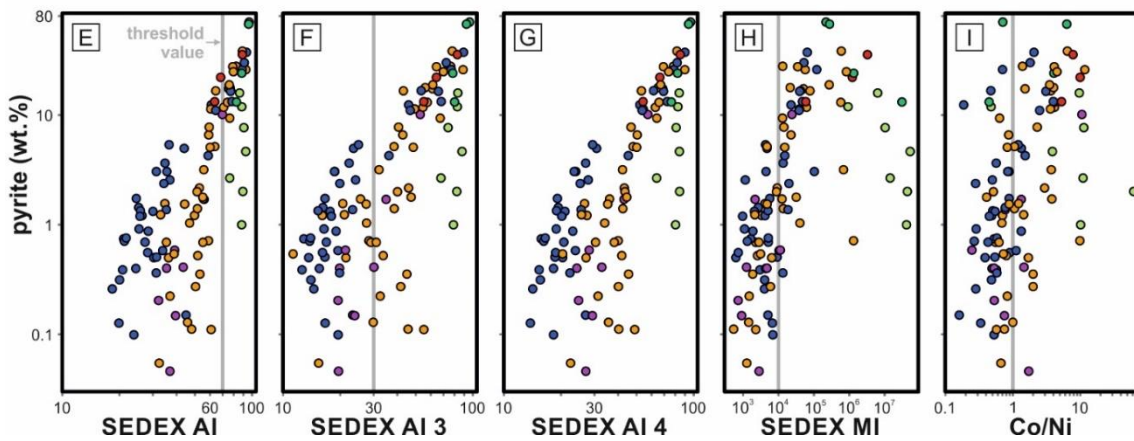 80
10
1
0.1
pyrite (wt.%)
E
threshold
value
10
60
100
SEDEX AI
F
10
30
100
SEDEX AI 3
G
10
30
100
SEDEX AI 4
H
10³
10⁴
10⁵
10⁶
10⁷
SEDEX MI
I
0.1
1
10
Co/Ni